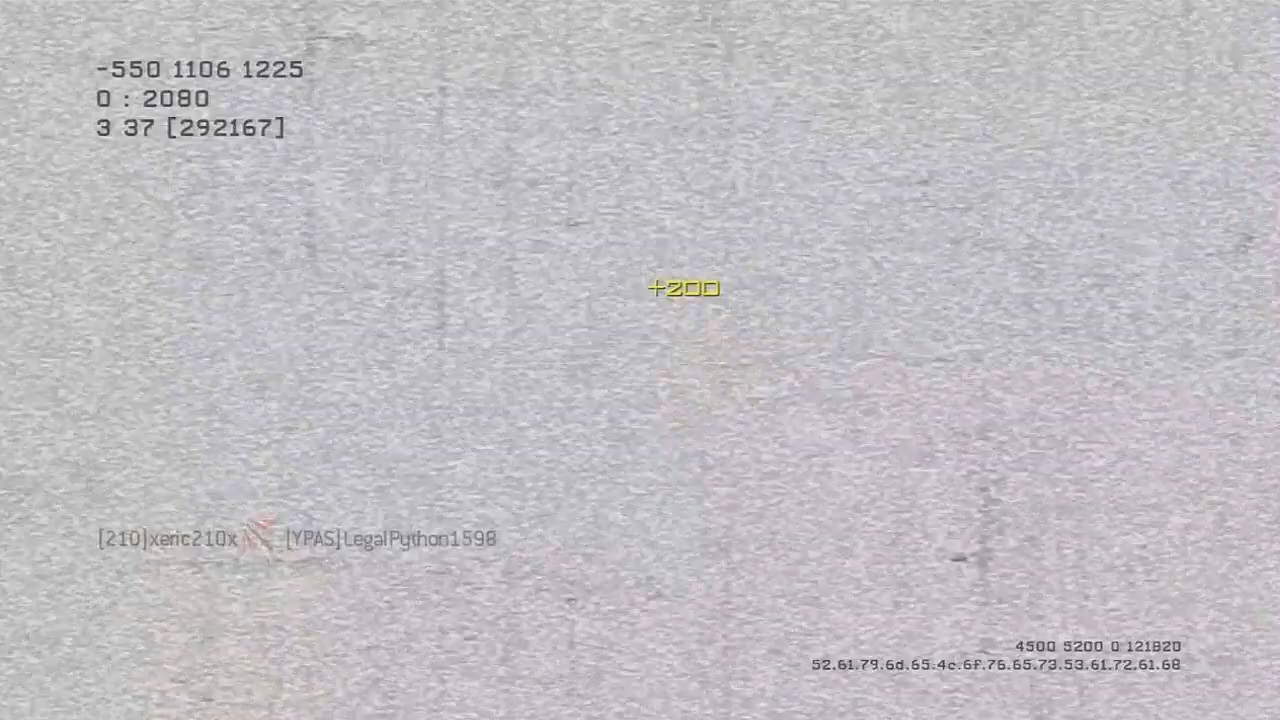 -550 1106 1225
0 : 2080
3 37 [292167]
+200
[210]xeric210x [YPAS]LegalPython1598
4500 5200 0 121820
52.61.79.6d.65.4c.6f.76.65.73.53.61.72.61.68